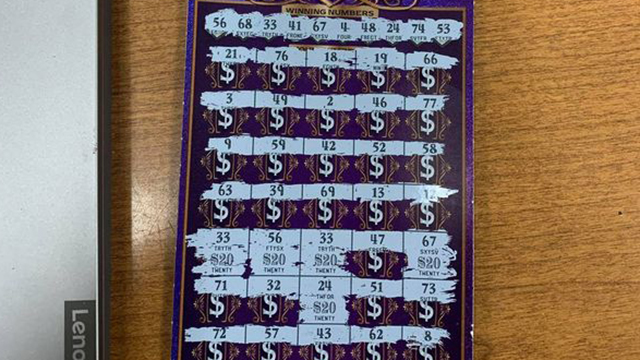 WINNING NUMBERS
56 68 33 41 67 4 48 24 74 53
21 76 18 19 66
$ $ $ $ $
3 49 2 46 77
$ $ $ $ $
9 59 42 52 58
$ $ $ $ $
63 39 69 13
$ $ $ $ $
33 56 33 47 67
TRYTH FTYSX TRYTH SXYSV
$20 $20 $20 $ $20
TWENTY TWENTY TWENTY TWENTY
71 32 24 51 73
TWFOR
$ $ $20 $ $
TWENTY
72 57 43 62 8
$ $ $ $ $
Leno